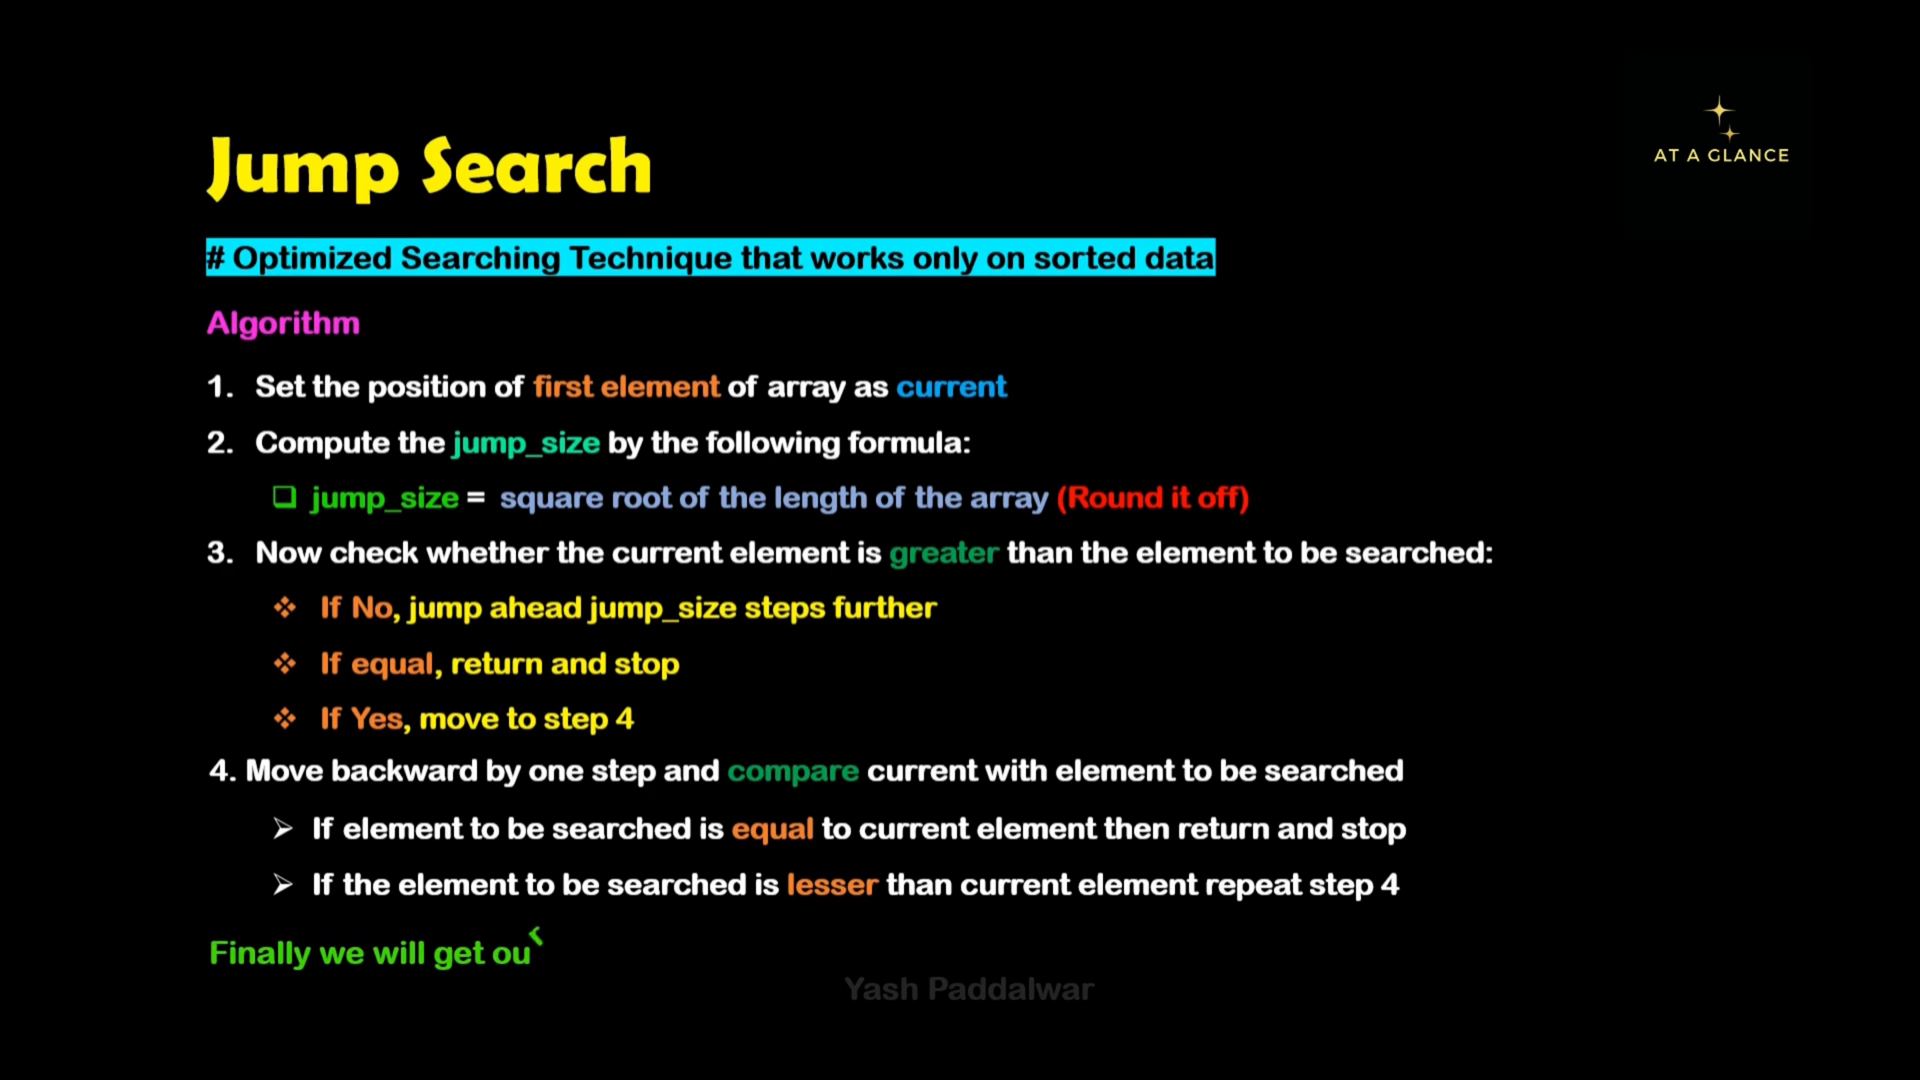 AT A GLANCE
Jump Search
# Optimized Searching Technique that works only on sorted data
Algorithm
1. Set the position of first element of array as current
2. Compute the jump_size by the following formula:
❑ jump_size = square root of the length of the array (Round it off)
3. Now check whether the current element is greater than the element to be searched:
❖ If No, jump ahead jump_size steps further
❖ If equal, return and stop
❖ If Yes, move to step 4
4. Move backward by one step and compare current with element to be searched
➢ If element to be searched is equal to current element then return and stop
➢ If the element to be searched is lesser than current element repeat step 4
Finally we will get ou
Yash Paddalwar